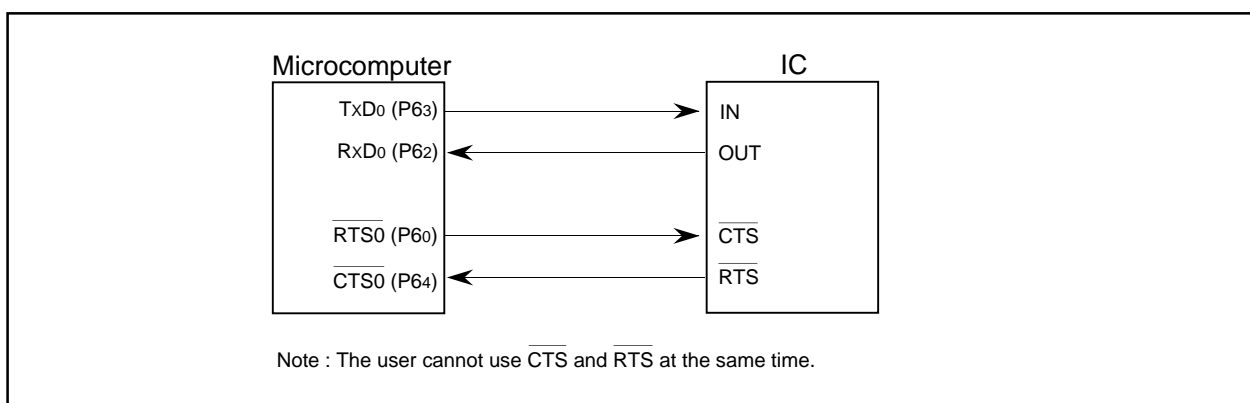 Microcomputer
IC
TxD0 (P63)
IN
RxD0 (P62)
OUT
RTS0 (P60)
CTS
CTS0 (P64)
RTS
Note : The user cannot use CTS and RTS at the same time.